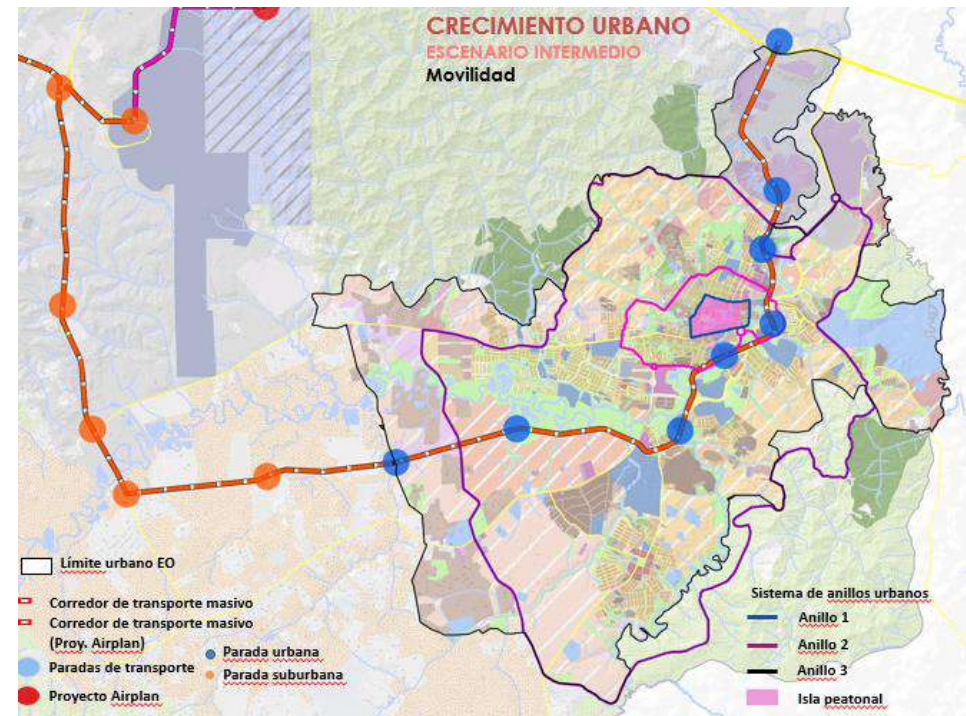 CRECIMIENTO URBANO
ESCENARIO INTERMEDIO
Movilidad
Límite urbano EO
Corredor de transporte masivo
Corredor de transporte masivo
(Proy. Airplan)
Paradas de transporte
Parada urbana
Parada suburbana
Proyecto Airplan
Sistema de anillos urbanos
Anillo 1
Anillo 2
Anillo 3
Isla peatonal